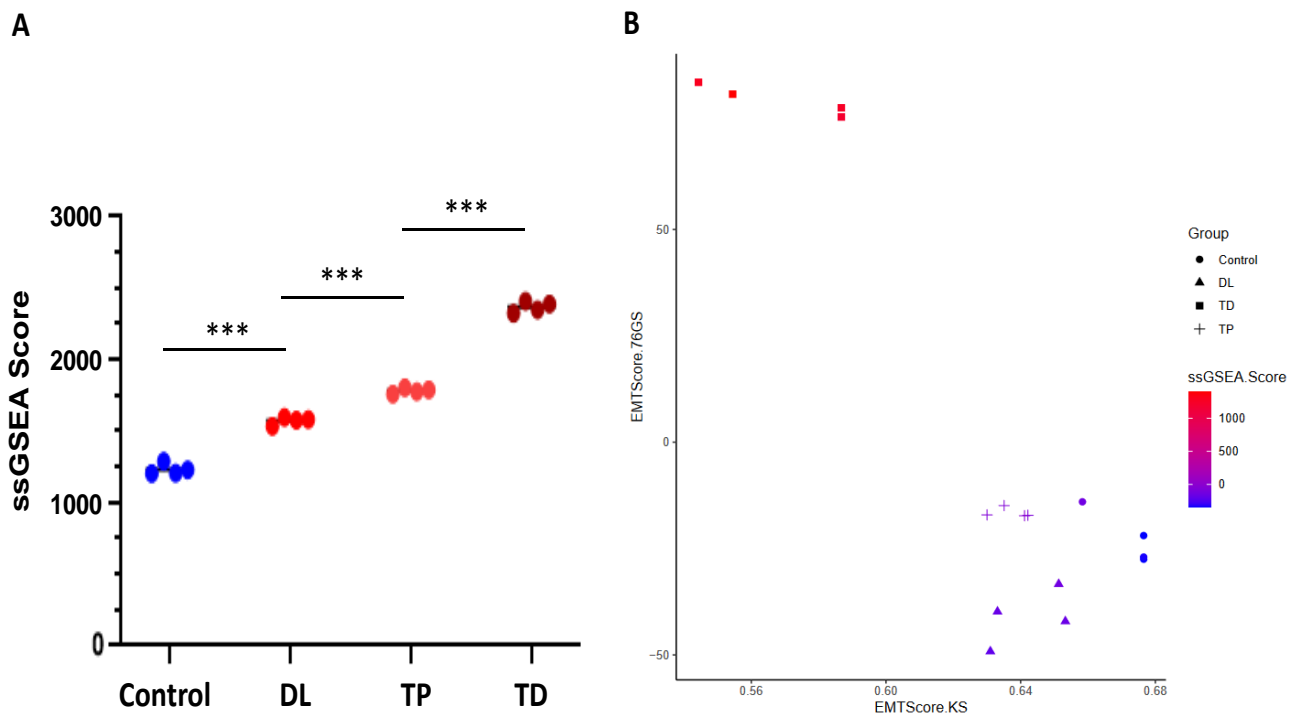 A
ssGSEA Score
3000
2000
1000
0
***
***
***
Control
DL
TP
TD
B
EMTScore.76GS
50
0
−50
0.56
0.60
0.64
0.68
EMTScore.KS
Group
Control
DL
TD
TP
ssGSEA.Score
1000
500
0